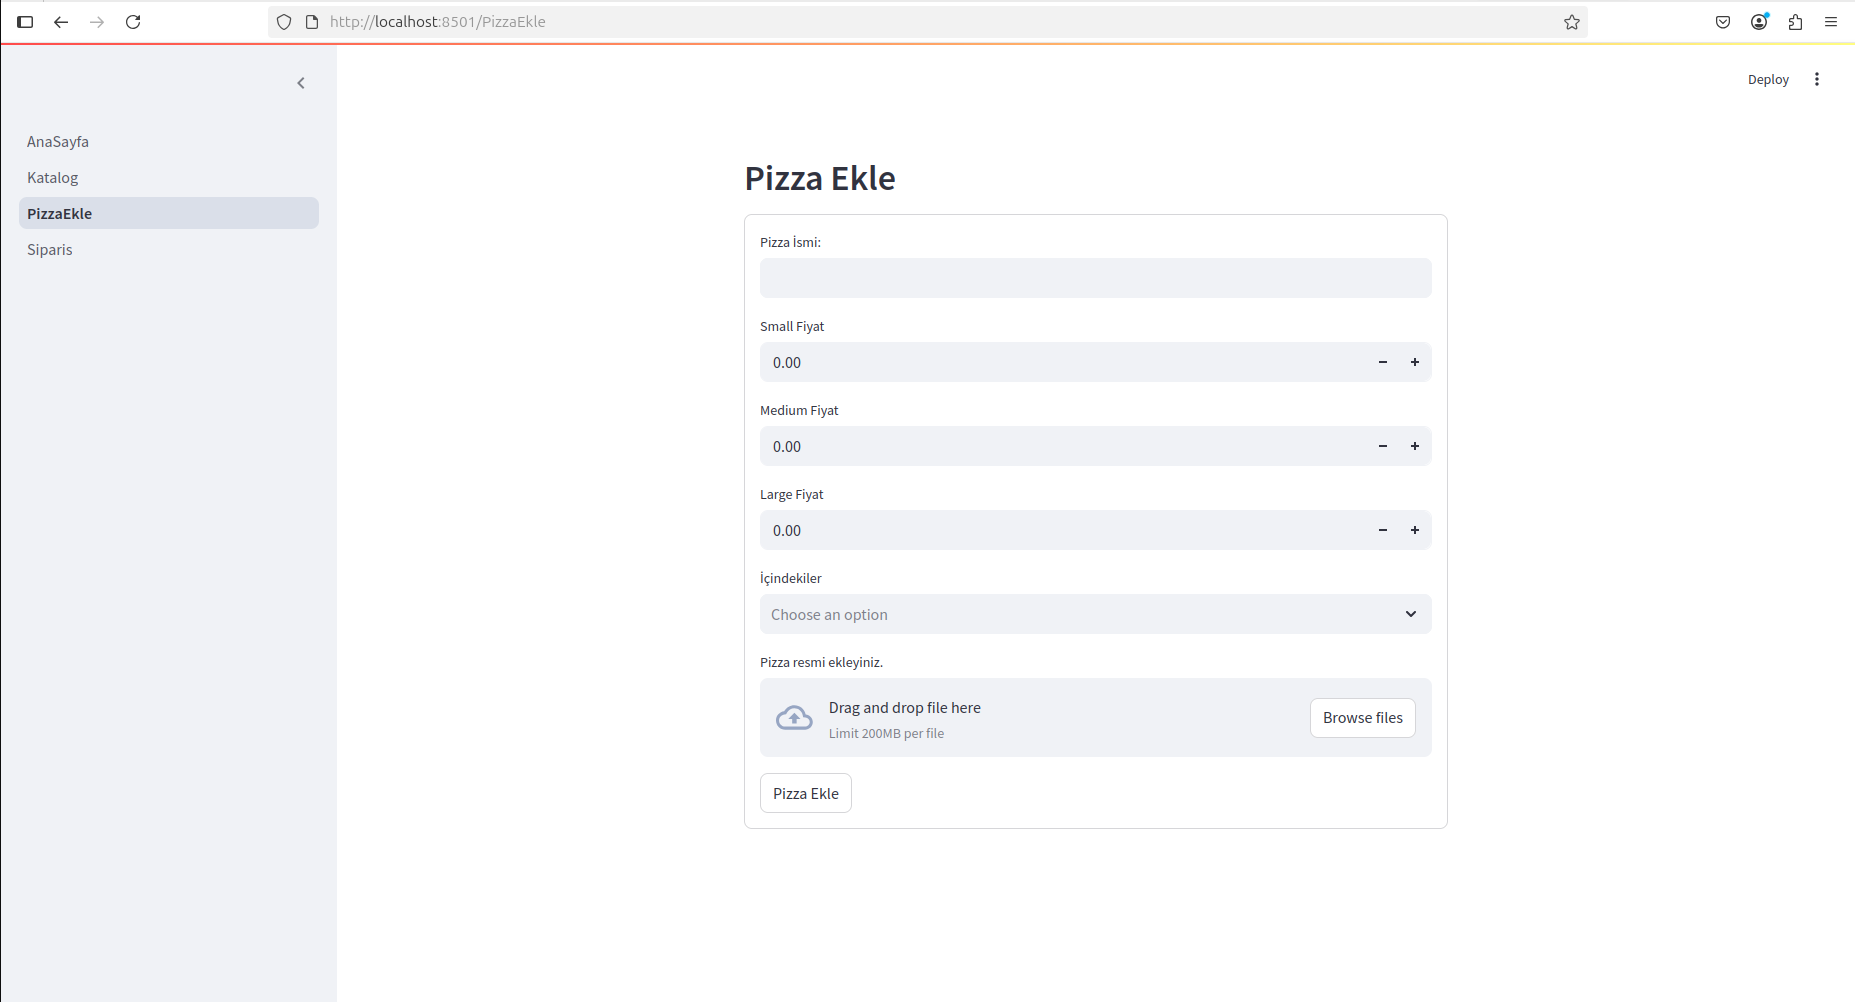 http://localhost:8501/PizzaEkle
Deploy
AnaSayfa
Katalog
PizzaEkle
Siparis
Pizza Ekle
Pizza İsmi:
Small Fiyat
0.00
Medium Fiyat
0.00
Large Fiyat
0.00
İçindekiler
Choose an option
Pizza resmi ekleyiniz.
Drag and drop file here
Limit 200MB per file
Browse files
Pizza Ekle